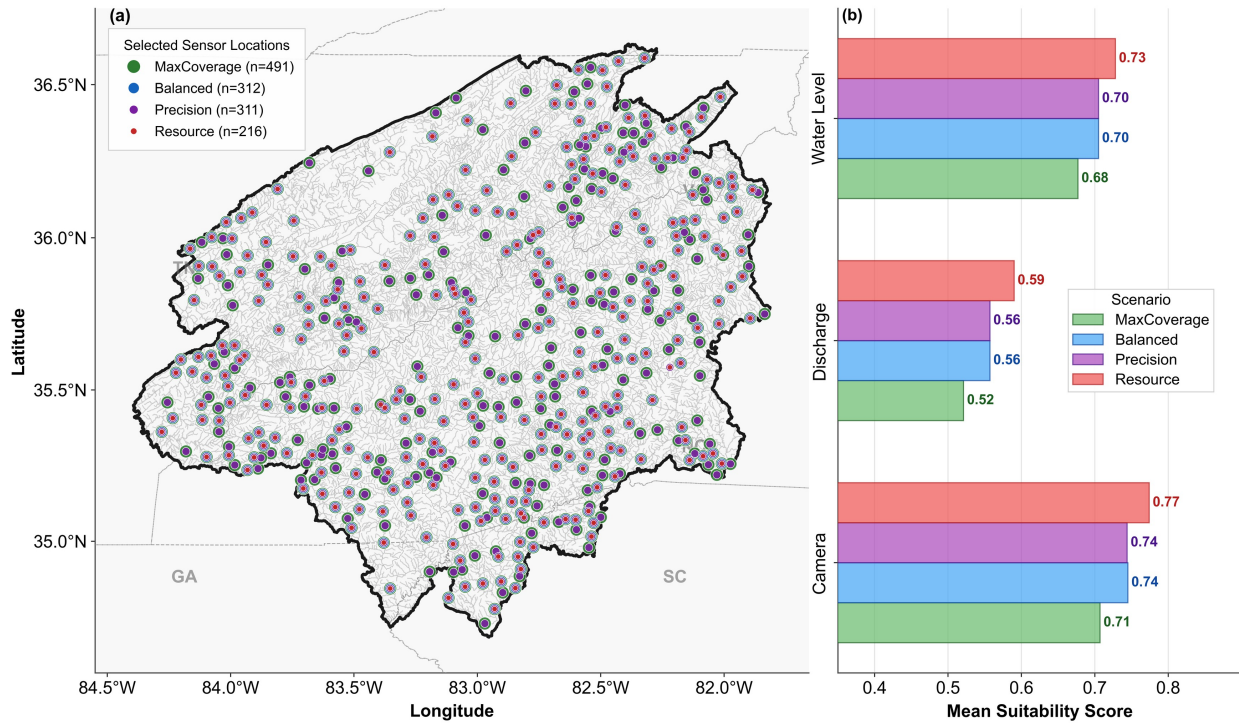 (a)
Selected Sensor Locations
MaxCoverage (n=491)
Balanced (n=312)
Precision (n=311)
Resource (n=216)
36.5°N
36.0°N
35.5°N
35.0°N
Latitude
GA
SC
84.5°W 84.0°W 83.5°W 83.0°W 82.5°W 82.0°W
Longitude
(b)
Water Level
0.73
0.70
0.70
0.68
Discharge
0.59
0.56
0.56
0.52
Scenario
MaxCoverage
Balanced
Precision
Resource
Camera
0.77
0.74
0.74
0.71
0.4 0.5 0.6 0.7 0.8
Mean Suitability Score